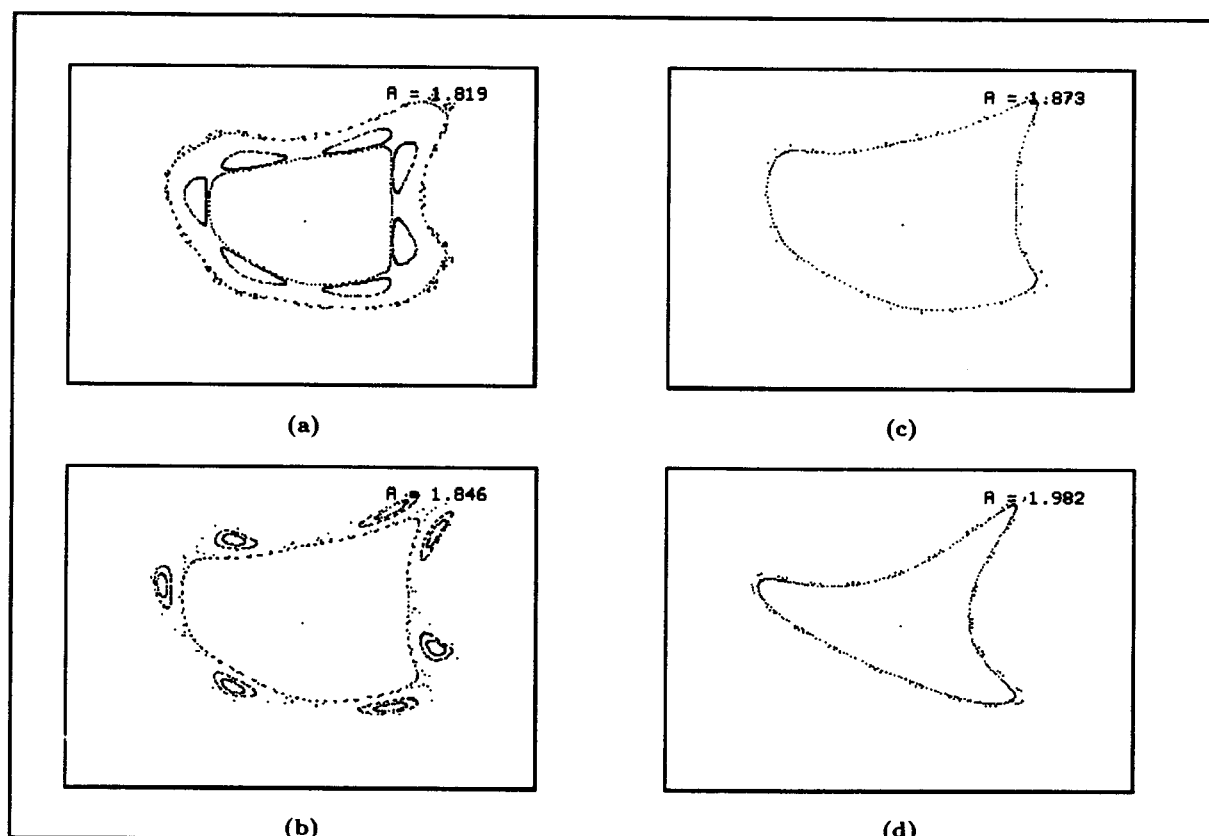 A = 1.819
(a)
A = 1.873
(c)
A = 1.846
(b)
A = 1.982
(d)